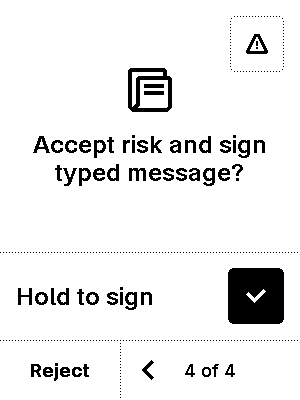 Accept risk and sign
typed message?
Hold to sign
Reject
4 of 4